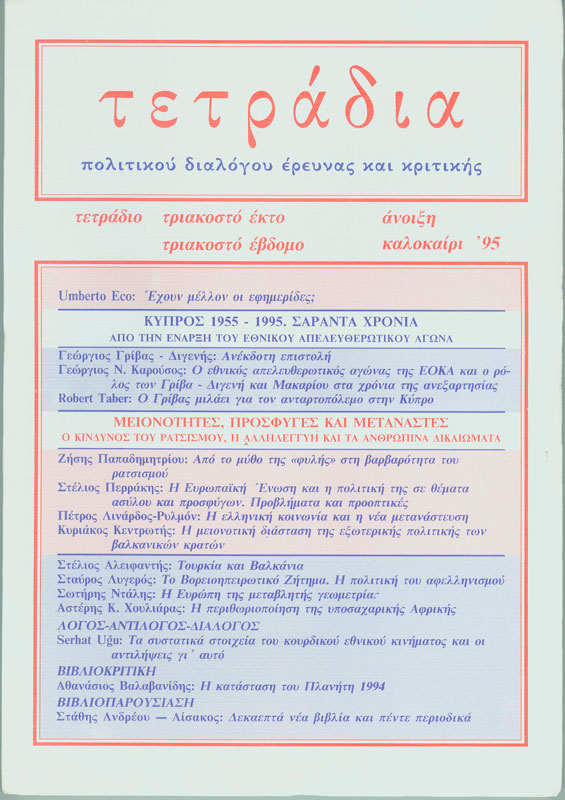 τετράδια
πολιτικού διαλόγου έρευνας και κριτικής
τετράδιο τριακοστό έκτο άνοιξη
τριακοστό έβδομο καλοκαίρι ’95
Umberto Eco: Έχουν μέλλον οι εφημερίδες;
ΚΥΠΡΟΣ 1955 - 1995. ΣΑΡΑΝΤΑ ΧΡΟΝΙΑ
ΑΠΟ ΤΗΝ ΕΝΑΡΞΗ ΤΟΥ ΕΘΝΙΚΟΥ ΑΠΕΛΕΥΘΕΡΩΤΙΚΟΥ ΑΓΩΝΑ
Γεώργιος Γρίβας - Διγενής: Ανέκδοτη επιστολή
Γεώργιος Ν. Καρούσος: Ο εθνικός απελευθερωτικός αγώνας της ΕΟΚΑ και ο ρό-
λος των Γρίβα - Διγενή και Μακαρίου στα χρόνια της ανεξαρτησίας
Robert Taber: Ο Γρίβας μιλάει για τον ανταρτοπόλεμο στην Κύπρο
ΜΕΙΟΝΟΤΗΤΕΣ, ΠΡΟΣΦΥΓΕΣ ΚΑΙ ΜΕΤΑΝΑΣΤΕΣ
Ο ΚΙΝΔΥΝΟΣ ΤΟΥ ΡΑΤΣΙΣΜΟΥ, Η ΑΛΛΗΛΕΓΓΥΗ ΚΑΙ ΤΑ ΑΝΘΡΩΠΙΝΑ ΔΙΚΑΙΩΜΑΤΑ
Ζήσης Παπαδημητρίου: Από το μύθο της «φυλής» στη βαρβαρότητα του
ρατσισμού
Στέλιος Περράκης: Η Ευρωπαϊκή Ένωση και η πολιτική της σε θέματα
ασύλου και προσφύγων. Προβλήματα και προοπτικές
Πέτρος Λινάρδος-Ρυλμόν: Η ελληνική κοινωνία και η νέα μετανάστευση
Κυριάκος Κεντρωτής: Η μειονοτική διάσταση της εξωτερικής πολιτικής των
βαλκανικών κρατών
Στέλιος Αλειφαντής: Τουρκία και Βαλκάνια
Σταύρος Λυγερός: Το Βορειοηπειρωτικό Ζήτημα. Η πολιτική του αφελληνισμού
Σωτήρης Ντάλης: Η Ευρώπη της μεταβλητής γεωμετρίας
Αστέρης Κ. Χουλιάρας: Η περιθωριοποίηση της υποσαχαρικής Αφρικής
ΛΟΓΟΣ-ΑΝΤΙΛΟΓΟΣ-ΔΙΑΛΟΓΟΣ
Serhat Uğu: Τα συστατικά στοιχεία του κουρδικού εθνικού κινήματος και οι
αντιλήψεις γι’ αυτό
ΒΙΒΛΙΟΚΡΙΤΙΚΗ
Αθανάσιος Βαλαβανίδης: Η κατάσταση του Πλανήτη 1994
ΒΙΒΛΙΟΠΑΡΟΥΣΙΑΣΗ
Στάθης Ανδρέου — Αίσακος: Δεκαεπτά νέα βιβλία και πέντε περιοδικά